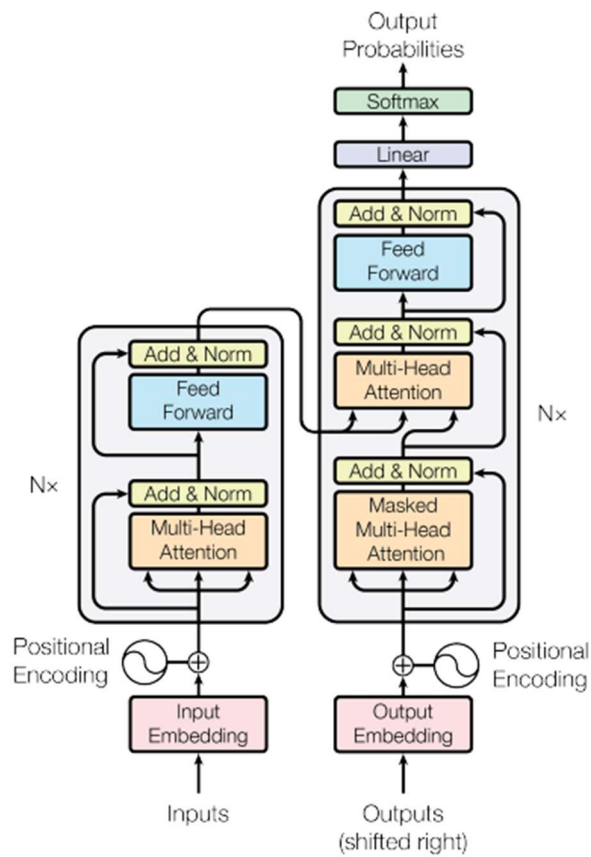 Output
Probabilities
Softmax
Linear
Add & Norm
Feed
Forward
Add & Norm
Multi-Head
Attention
Nx
Add & Norm
Masked
Multi-Head
Attention
Add & Norm
Feed
Forward
Nx
Add & Norm
Multi-Head
Attention
Positional
Encoding
Positional
Encoding
Input
Embedding
Output
Embedding
Inputs
Outputs
(shifted right)